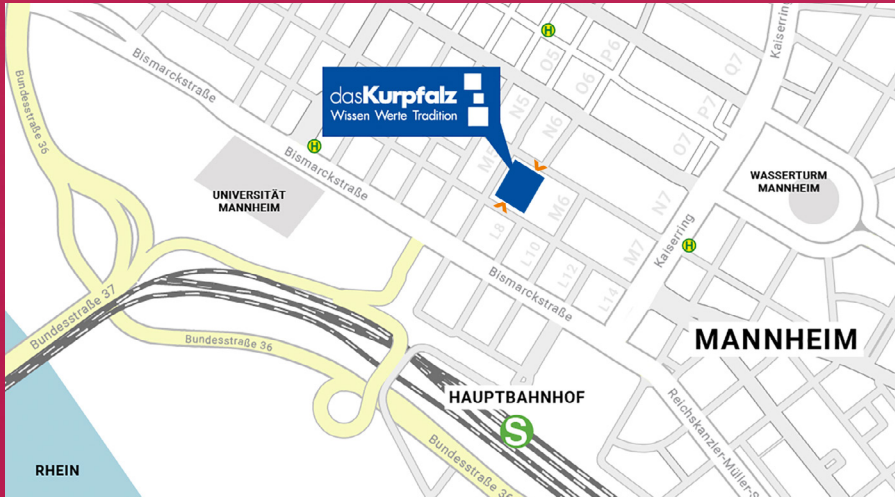 Bundesstraße 36
Bismarckstraße
H
O5
P6
Kaiserring
Q7
O6
dasKurpfalz
Wissen Werte Tradition
N5
N6
P7
O7
H
Bismarckstraße
UNIVERSITÄT
MANNHEIM
WASSERTURM
MANNHEIM
M6
N7
L8
L10
M7
Kaiserring
H
L12
L14
Bismarckstraße
Bundesstraße 37
Bundesstraße 36
MANNHEIM
HAUPTBAHNHOF
S
Reichskanzler-Müller-S
Bundesstraße 36
RHEIN